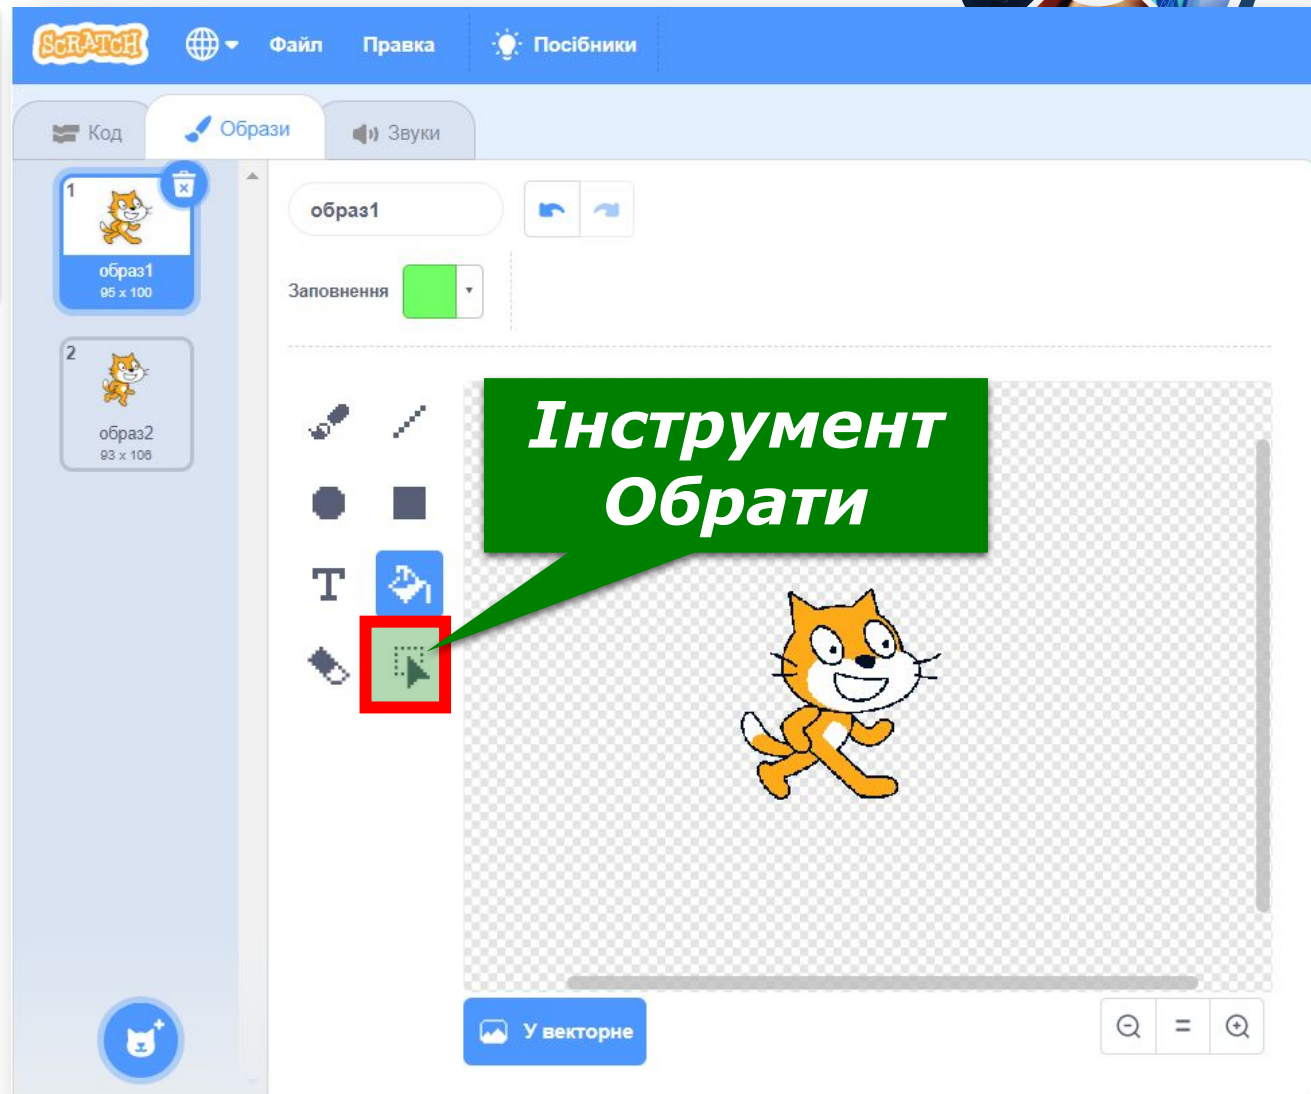 SCRATCH
Файл
Правка
Посібники
Код
Образи
Звуки
1
образ1
95 x 100
2
образ2
93 x 106
образ1
Заповнення
Інструмент
Обрати
T
У векторне
=